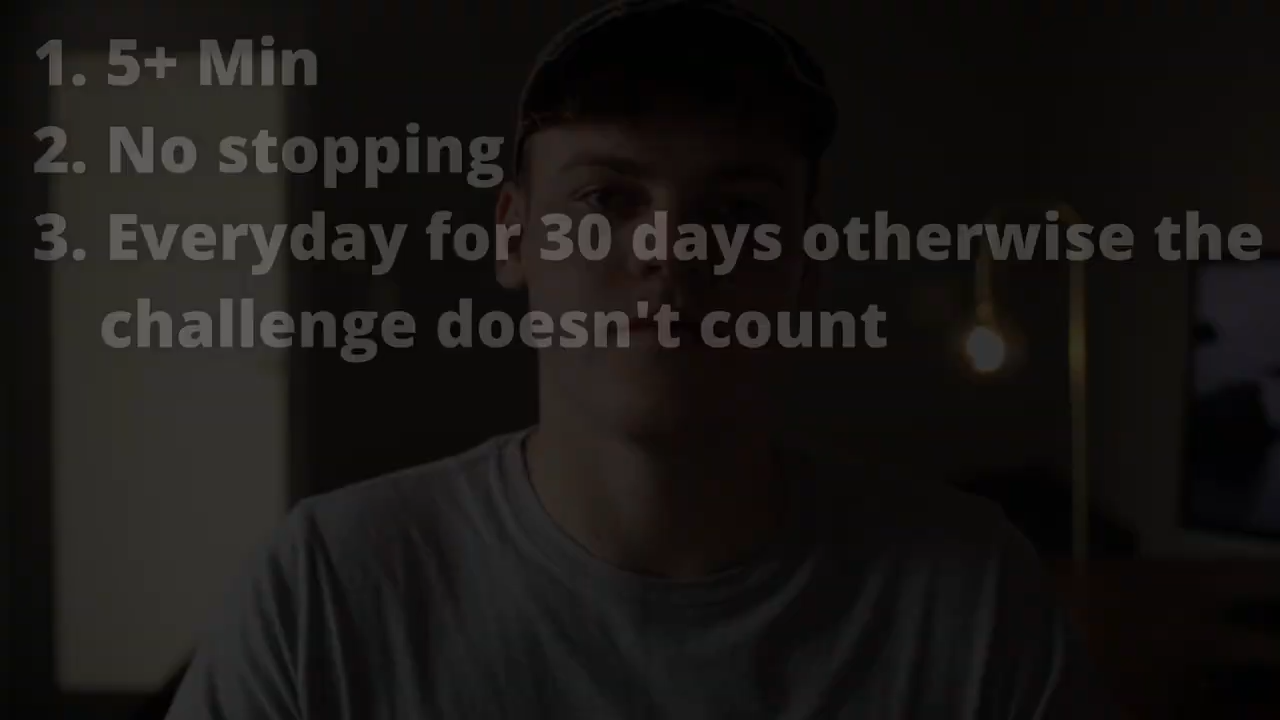 1. 5+ Min
2. No stopping
3. Everyday for 30 days otherwise the
challenge doesn't count